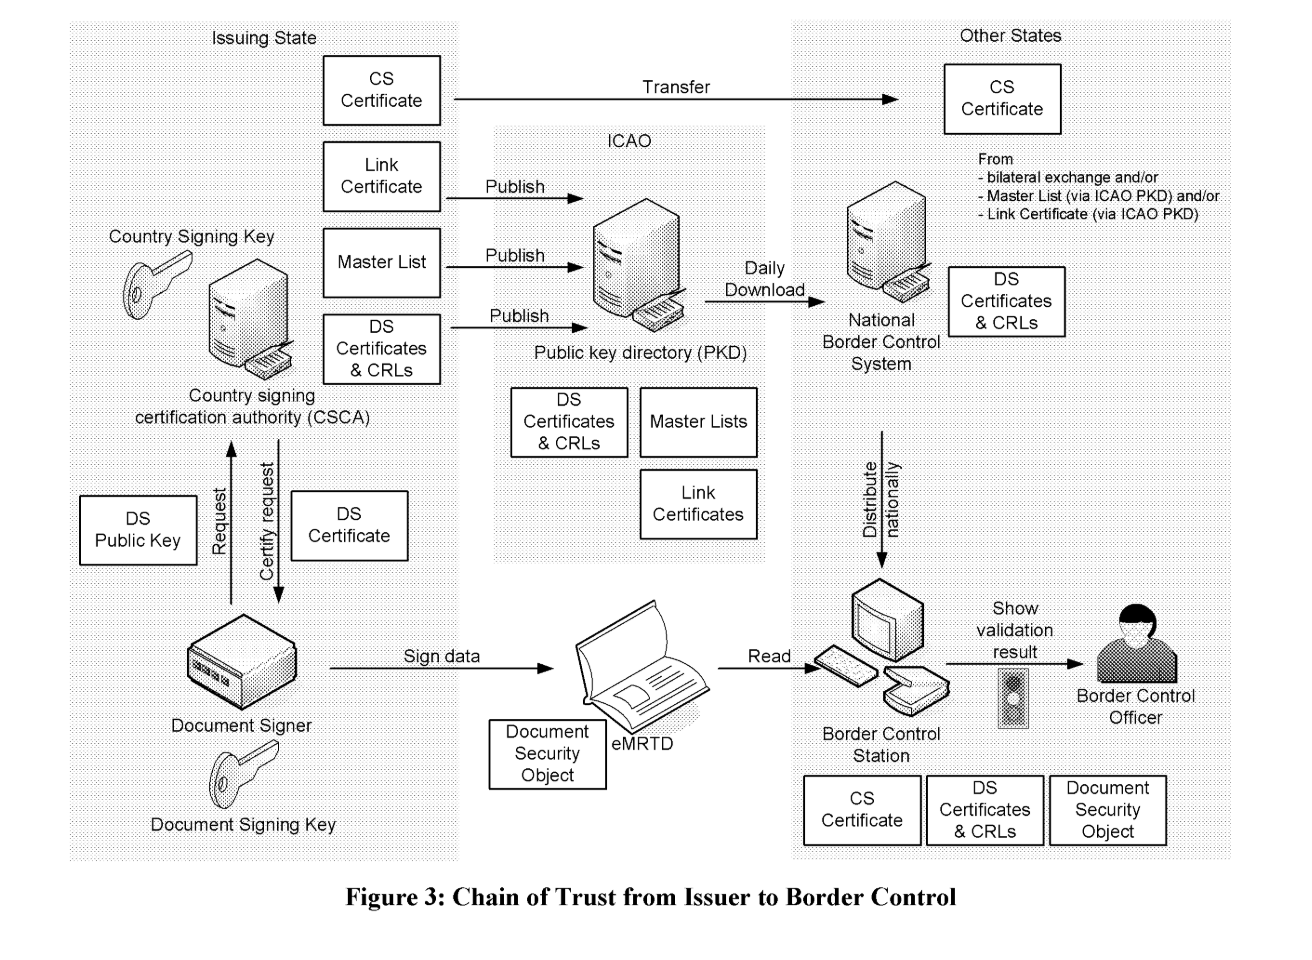 Issuing State
Other States
CS
Certificate
Transfer
CS
Certificate
ICAO
Link
Certificate
Publish
From
- bilateral exchange and/or
- Master List (via ICAO PKD) and/or
- Link Certificate (via ICAO PKD)
Country Signing Key
Master List
Publish
Daily
Download
DS
Certificates
& CRLs
DS
Certificates
& CRLs
Publish
National
Border Control
System
Public key directory (PKD)
Country signing
certification authority (CSCA)
DS
Certificates
& CRLs
Master Lists
Link
Certificates
DS
Public Key
Request
Certify request
DS
Certificate
Distribute
nationally
Show
validation
result
Sign data
Read
Document Signer
Document
Security
Object
eMRTD
Border Control
Station
Border Control
Officer
Document Signing Key
CS
Certificate
DS
Certificates
& CRLs
Document
Security
Object
Figure 3: Chain of Trust from Issuer to Border Control